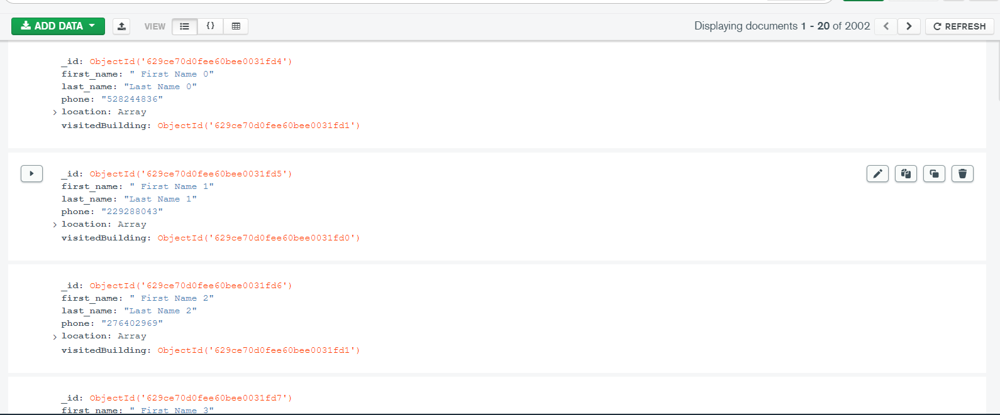 ADD DATA VIEW {} Displaying documents 1 - 20 of 2002 REFRESH
_id: ObjectId('629ce70d0fee60bee0031fd4')
first_name: " First Name 0"
last_name: "Last Name 0"
phone: "528244836"
> location: Array
visitedBuilding: ObjectId('629ce70d0fee60bee0031fd1')
_id: ObjectId('629ce70d0fee60bee0031fd5')
first_name: " First Name 1"
last_name: "Last Name 1"
phone: "229288043"
> location: Array
visitedBuilding: ObjectId('629ce70d0fee60bee0031fd0')
_id: ObjectId('629ce70d0fee60bee0031fd6')
first_name: " First Name 2"
last_name: "Last Name 2"
phone: "276402969"
> location: Array
visitedBuilding: ObjectId('629ce70d0fee60bee0031fd1')
_id: ObjectId('629ce70d0fee60bee0031fd7')
first_name: " First Name 3"